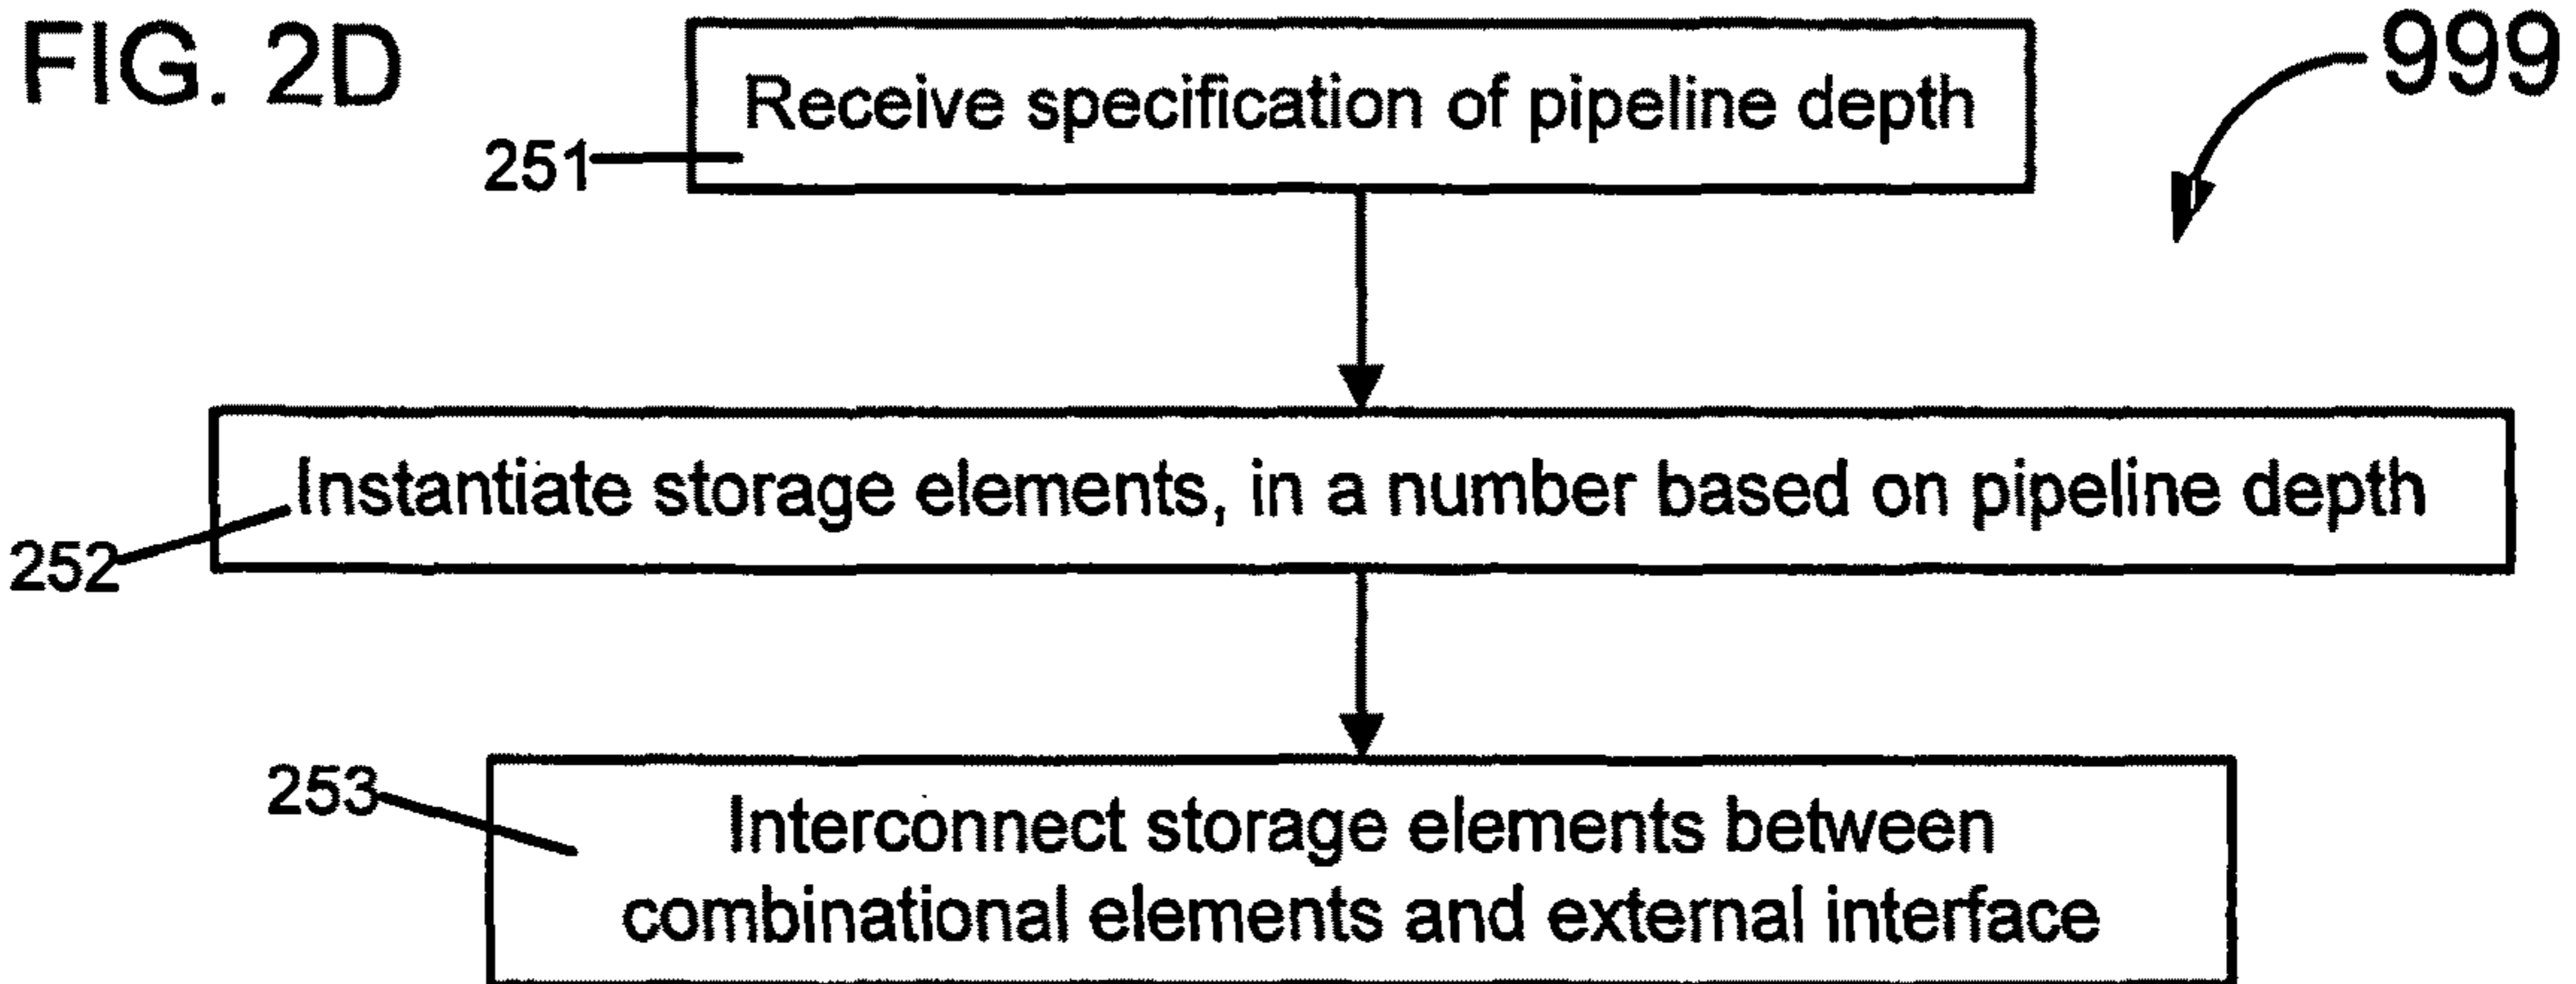 FIG. 2D
999
Receive specification of pipeline depth
251
Instantiate storage elements, in a number based on pipeline depth
252
253
Interconnect storage elements between
combinational elements and external interface